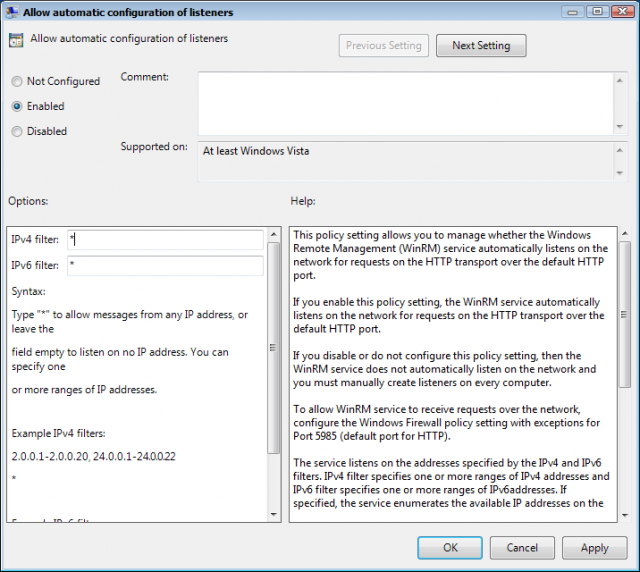 Allow automatic configuration of listeners
Allow automatic configuration of listeners
Previous Setting
Next Setting
Not Configured
Comment:
Enabled
Disabled
Supported on:
At least Windows Vista
Options:
Help:
IPv4 filter: *
IPv6 filter: *
Syntax:
Type "*" to allow messages from any IP address, or
leave the
field empty to listen on no IP address. You can
specify one
or more ranges of IP addresses.
Example IPv4 filters:
2.0.0.1-2.0.0.20, 24.0.0.1-24.0.0.22
*
This policy setting allows you to manage whether the Windows
Remote Management (WinRM) service automatically listens on the
network for requests on the HTTP transport over the default HTTP
port.
If you enable this policy setting, the WinRM service automatically
listens on the network for requests on the HTTP transport over the
default HTTP port.
If you disable or do not configure this policy setting, then the
WinRM service does not automatically listen on the network and
you must manually create listeners on every computer.
To allow WinRM service to receive requests over the network,
configure the Windows Firewall policy setting with exceptions for
Port 5985 (default port for HTTP).
The service listens on the addresses specified by the IPv4 and IPv6
filters. IPv4 filter specifies one or more ranges of IPv4 addresses and
IPv6 filter specifies one or more ranges of IPv6addresses. If
specified, the service enumerates the available IP addresses on the
OK
Cancel
Apply